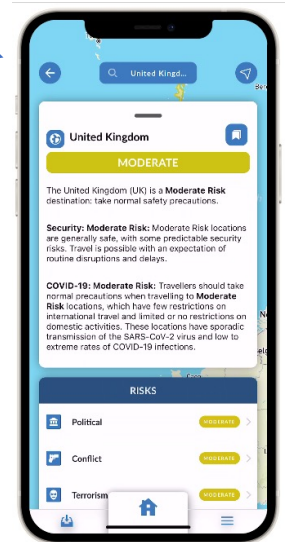 United Kingd...
United Kingdom
MODERATE
The United Kingdom (UK) is a Moderate Risk
destination: take normal safety precautions.
Security: Moderate Risk: Moderate Risk locations
are generally safe, with some predictable security
risks. Travel is possible with an expectation of
routine disruptions and delays.
COVID-19: Moderate Risk: Travellers should take
normal precautions when travelling to Moderate
Risk locations, which have few restrictions on
international travel and limited or no restrictions on
domestic activities. These locations have sporadic
transmission of the SARS-CoV-2 virus and low to
extreme rates of COVID-19 infections.
RISKS
Political MODERATE
Conflict MODERATE
Terrorism MODERATE